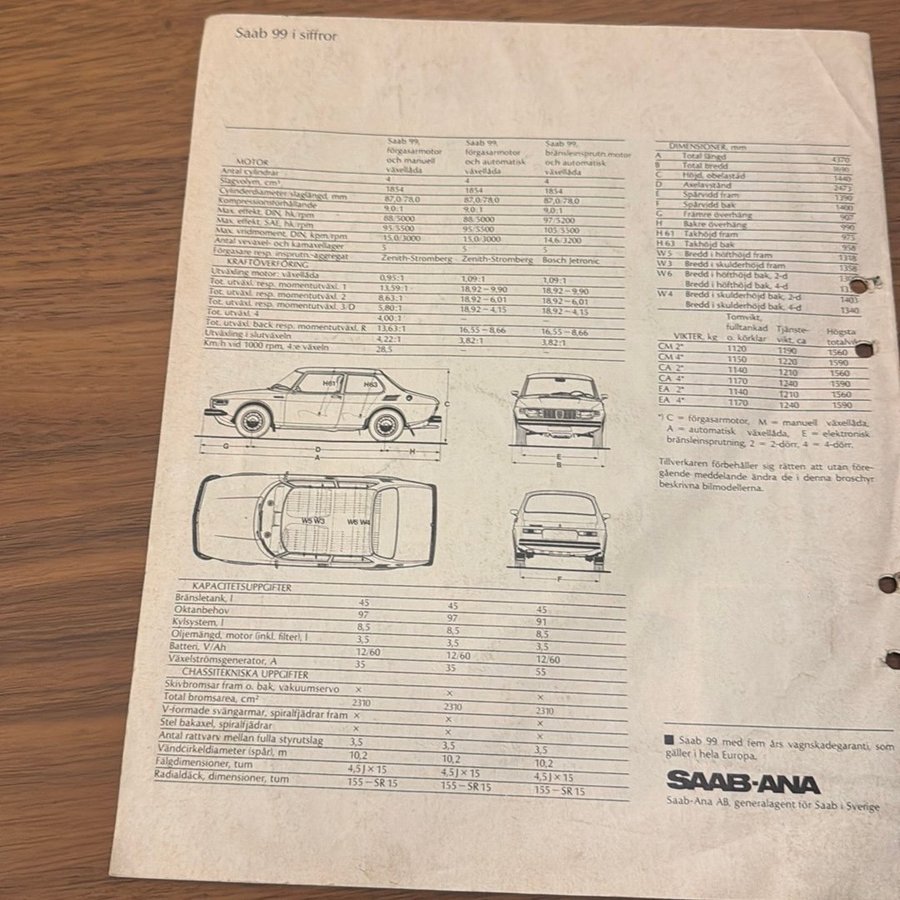 Saab 99 i siffror
Saab 99, förgasarmotor och manuell växellåda
Saab 99, förgasarmotor och automatisk växellåda
Saab 99, bränsleinsprutn.motor och automatisk växellåda
MOTOR
Antal cylindrar 4 4 4
Slagvolym, cm³ 1854 1854 1854
Cylinderdiameter/slaglängd, mm 87,0/78,0 87,0/78,0 87,0/78,0
Kompressionsförhållande 9,0:1 9,0:1 9,0:1
Max. effekt, DIN, hk/rpm 88/5000 88/5000 97/5200
Max. effekt, SAE, hk/rpm 95/5500 95/5500 105/5500
Max. vridmoment, DIN, kpm/rpm 15,0/3000 15,0/3000 14,6/3200
Antal vevaxel- och kamaxellager 5 5 5
Förgasare resp. insprutn.-aggregat Zenith-Stromberg Zenith-Stromberg Bosch Jetronic
KRAFTÖVERFÖRING
Utväxling motor: växellåda 0,95:1 1,09:1 1,09:1
Tot. utväxl. resp. momentutväxl. 1 13,59:1 18,92–9,90 18,92–9,90
Tot. utväxl. resp. momentutväxl. 2 8,63:1 18,92–6,01 18,92–6,01
Tot. utväxl. resp. momentutväxl. 3/D 5,80:1 18,92–4,15 18,92–4,15
Tot. utväxl. 4 4,00:1 – –
Tot. utväxl. back resp. momentutväxl. R 13,63:1 16,55–8,66 16,55–8,66
Utväxling i slutväxeln 4,22:1 3,82:1 3,82:1
Km/h vid 1000 rpm, 4:e växeln 28,5 – –
DIMENSIONER, mm
A Total längd 4370
B Total bredd 1690
C Höjd, obelastad 1440
D Axelavstånd 2473
E Spårvidd fram 1390
F Spårvidd bak 1400
G Främre överhäng 907
H Bakre överhäng 990
H 61 Takhöjd fram 975
H 63 Takhöjd bak 958
W 5 Bredd i höfthöjd fram 1318
W 3 Bredd i skulderhöjd fram 1358
W 6 Bredd i höfthöjd bak, 2-d
Bredd i höfthöjd bak, 4-d
W 4 Bredd i skulderhöjd bak, 2-d 1403
Bredd i skulderhöjd bak, 4-d 1340
VIKTER, kg Tomvikt, fulltankad o. körklar Tjänste-vikt, ca Högsta totalvikt
CM 2* 1120 1190 1560
CM 4* 1150 1220 1590
CA 2* 1140 1210 1560
CA 4* 1170 1240 1590
EA 2* 1140 1210 1560
EA 4* 1170 1240 1590
*) C = förgasarmotor, M = manuell växellåda,
A = automatisk växellåda, E = elektronisk
bränsleinsprutning, 2 = 2-dörr, 4 = 4-dörr.
Tillverkaren förbehåller sig rätten att utan före-
gående meddelande ändra de i denna broschyr
beskrivna bilmodellerna.
H61 H63
C
G D H
A
E
B
W5 W3 W6 W4
F
KAPACITETSUPPGIFTER
Bränsletank, l 45 45 45
Oktanbehov 97 97 91
Kylsystem, l 8,5 8,5 8,5
Oljemängd, motor (inkl. filter), l 3,5 3,5 3,5
Batteri, V/Ah 12/60 12/60 12/60
Växelströmsgenerator, A 35 35 55
CHASSITEKNISKA UPPGIFTER
Skivbromsar fram o. bak, vakuumservo × × ×
Total bromsarea, cm² 2310 2310 2310
V-formade svängarmar, spiralfjädrar fram × × ×
Stel bakaxel, spiralfjädrar × × ×
Antal rattvarv mellan fulla styrutslag 3,5 3,5 3,5
Vändcirkeldiameter (spår), m 10,2 10,2 10,2
Fälgdimensioner, tum 4,5 J × 15 4,5 J × 15 4,5 J × 15
Radialdäck, dimensioner, tum 155–SR 15 155–SR 15 155–SR 15
Saab 99 med fem års vagnskadegaranti, som
gäller i hela Europa.
SAAB-ANA
Saab-Ana AB, generalagent för Saab i Sverige